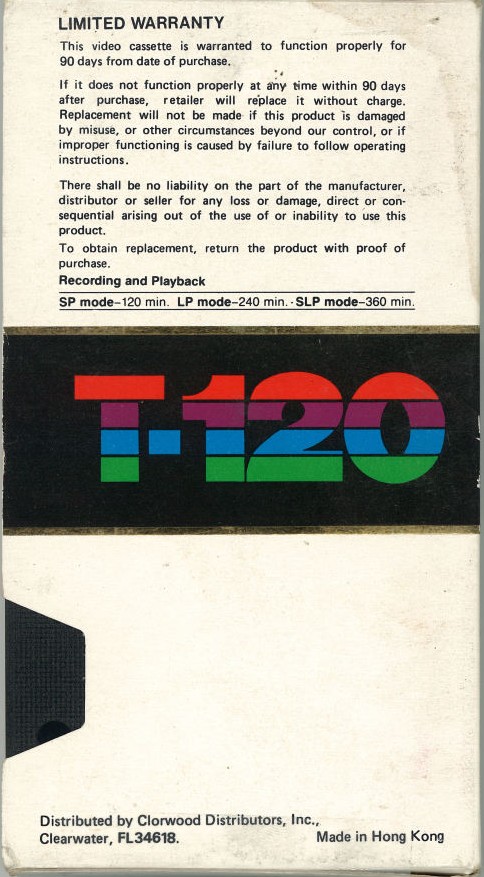 LIMITED WARRANTY
This video cassette is warranted to function properly for
90 days from date of purchase.
If it does not function properly at any time within 90 days
after purchase, retailer will replace it without charge.
Replacement will not be made if this product is damaged
by misuse, or other circumstances beyond our control, or if
improper functioning is caused by failure to follow operating
instructions.
There shall be no liability on the part of the manufacturer,
distributor or seller for any loss or damage, direct or con-
sequential arising out of the use of or inability to use this
product.
To obtain replacement, return the product with proof of
purchase.
Recording and Playback
SP mode–120 min. LP mode–240 min. · SLP mode–360 min.
T-120
Distributed by Clorwood Distributors, Inc.,
Clearwater, FL34618.
Made in Hong Kong